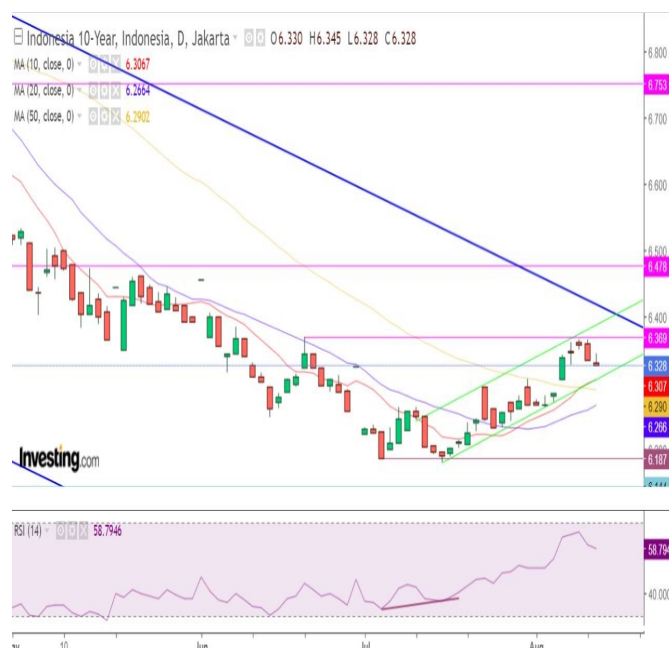 Indonesia 10-Year, Indonesia, D, Jakarta O6.330 H6.345 L6.328 C6.328
MA (10, close, 0) 6.3067
MA (20, close, 0) 6.2664
MA (50, close, 0) 6.2902
6.800
6.753
6.700
6.600
6.500
6.478
6.400
6.369
6.328
6.307
6.290
6.266
6.187
Investing.com
RSI (14) 58.7946
58.794
40.000
10 Jun Jul Aug